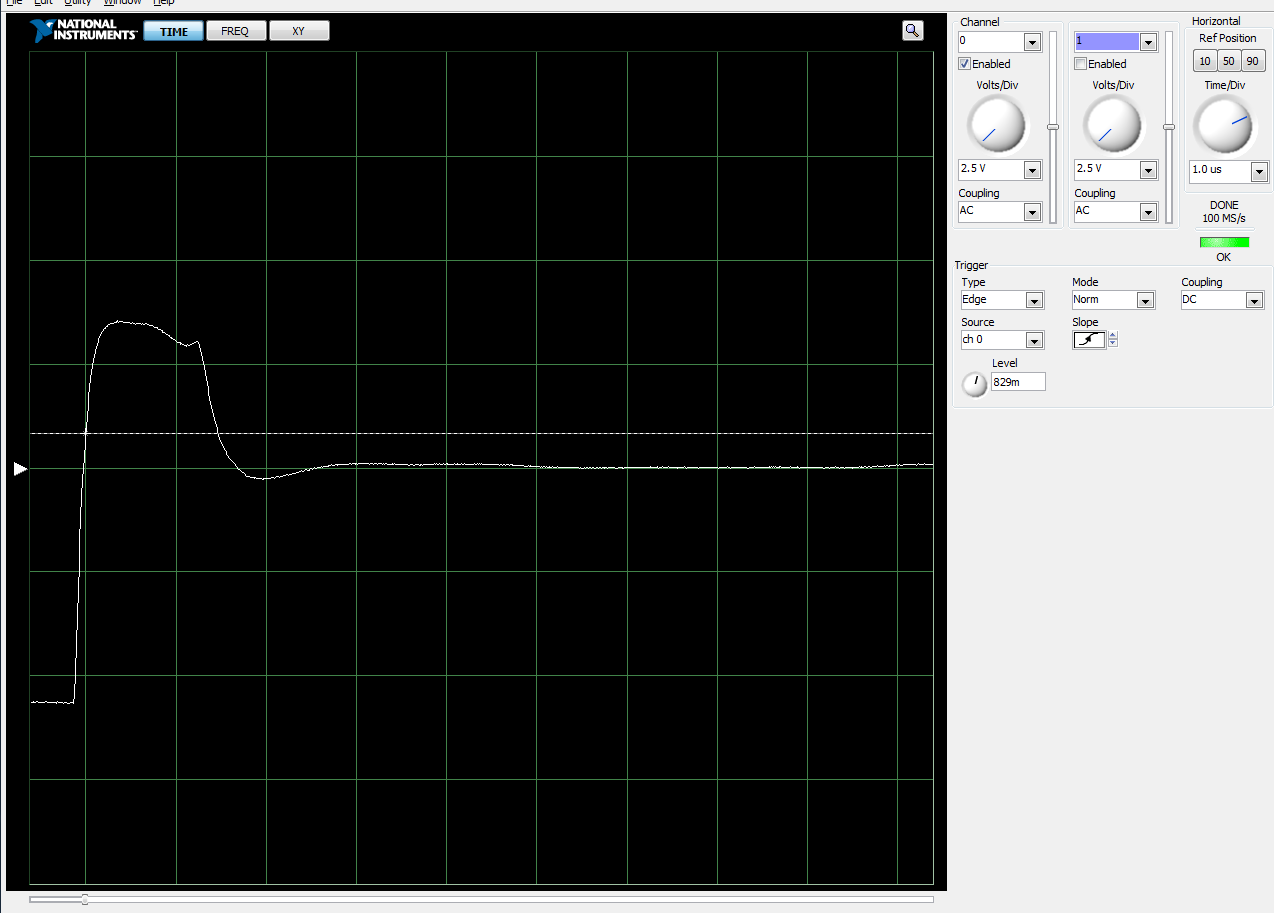 File Edit Utility Window Help
NATIONAL
INSTRUMENTS
TIME FREQ XY
Channel
0
Enabled
Volts/Div
2.5 V
Coupling
AC
1
Enabled
Volts/Div
2.5 V
Coupling
AC
Horizontal
Ref Position
10 50 90
Time/Div
1.0 us
DONE
100 MS/s
OK
Trigger
Type Mode Coupling
Edge Norm DC
Source Slope
ch 0
Level
829m